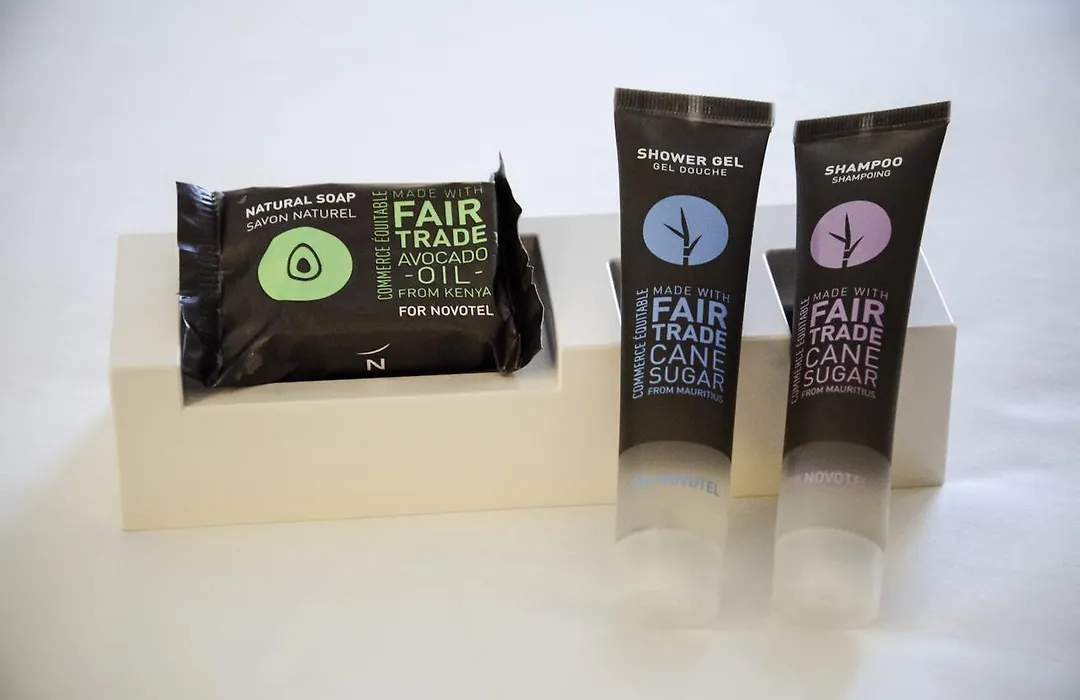 NATURAL SOAP
SAVON NATUREL
COMMERCE ÉQUITABLE
MADE WITH
FAIR
TRADE
AVOCADO
- OIL -
FROM KENYA
FOR NOVOTEL
N
SHOWER GEL
GEL DOUCHE
COMMERCE ÉQUITABLE
MADE WITH
FAIR
TRADE
CANE
SUGAR
FROM MAURITIUS
NOVOTEL
SHAMPOO
SHAMPOING
COMMERCE ÉQUITABLE
MADE WITH
FAIR
TRADE
CANE
SUGAR
FROM MAURITIUS
NOVOTEL